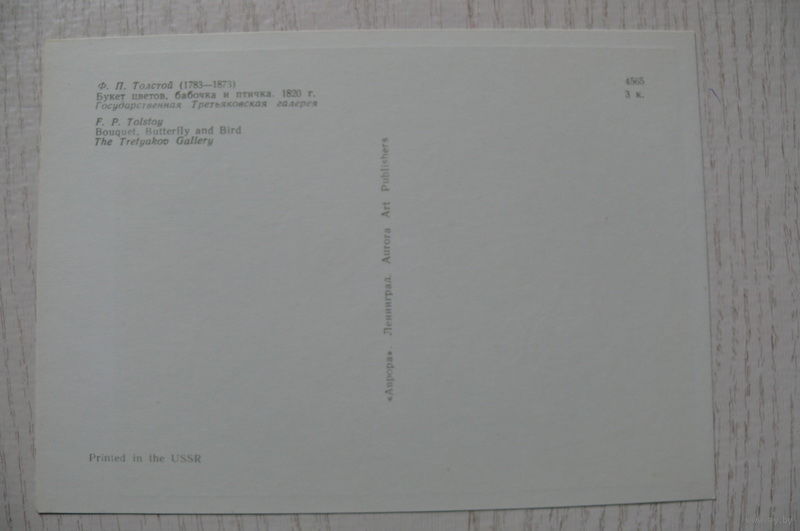 Ф. П. Толстой (1783—1873)
Букет цветов, бабочка и птичка. 1820 г.
Государственная Третьяковская галерея
F. P. Tolstoy
Bouquet, Butterfly and Bird
The Tretyakov Gallery
4565
3 к.
«Аврора». Ленинград. Aurora Art Publishers
Printed in the USSR